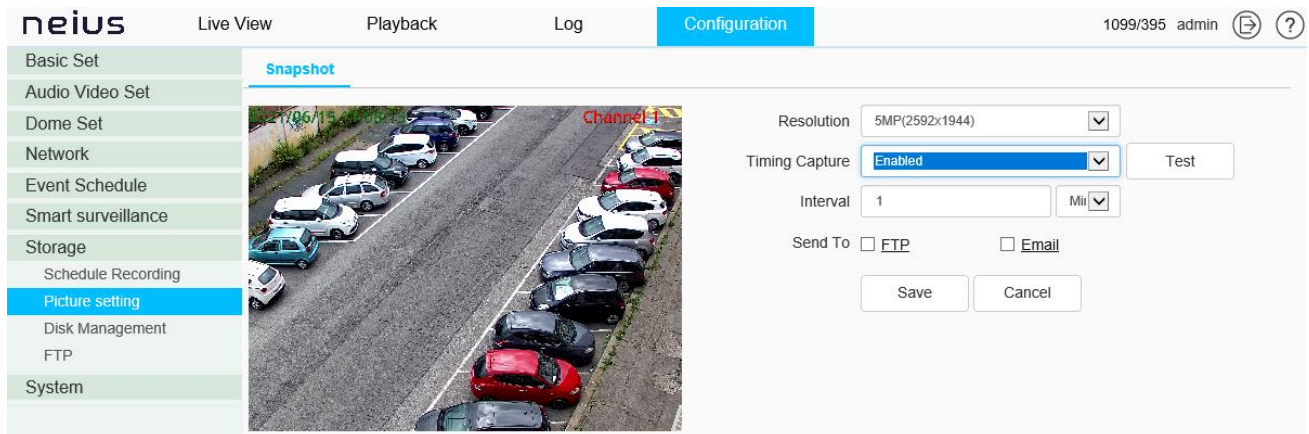 neius Live View Playback Log Configuration 1099/395 admin ?
Basic Set
Audio Video Set
Dome Set
Network
Event Schedule
Smart surveillance
Storage
Schedule Recording
Picture setting
Disk Management
FTP
System
Snapshot
Channel 1
Resolution 5MP(2592x1944)
Timing Capture Enabled Test
Interval 1
Send To FTP Email
Save Cancel